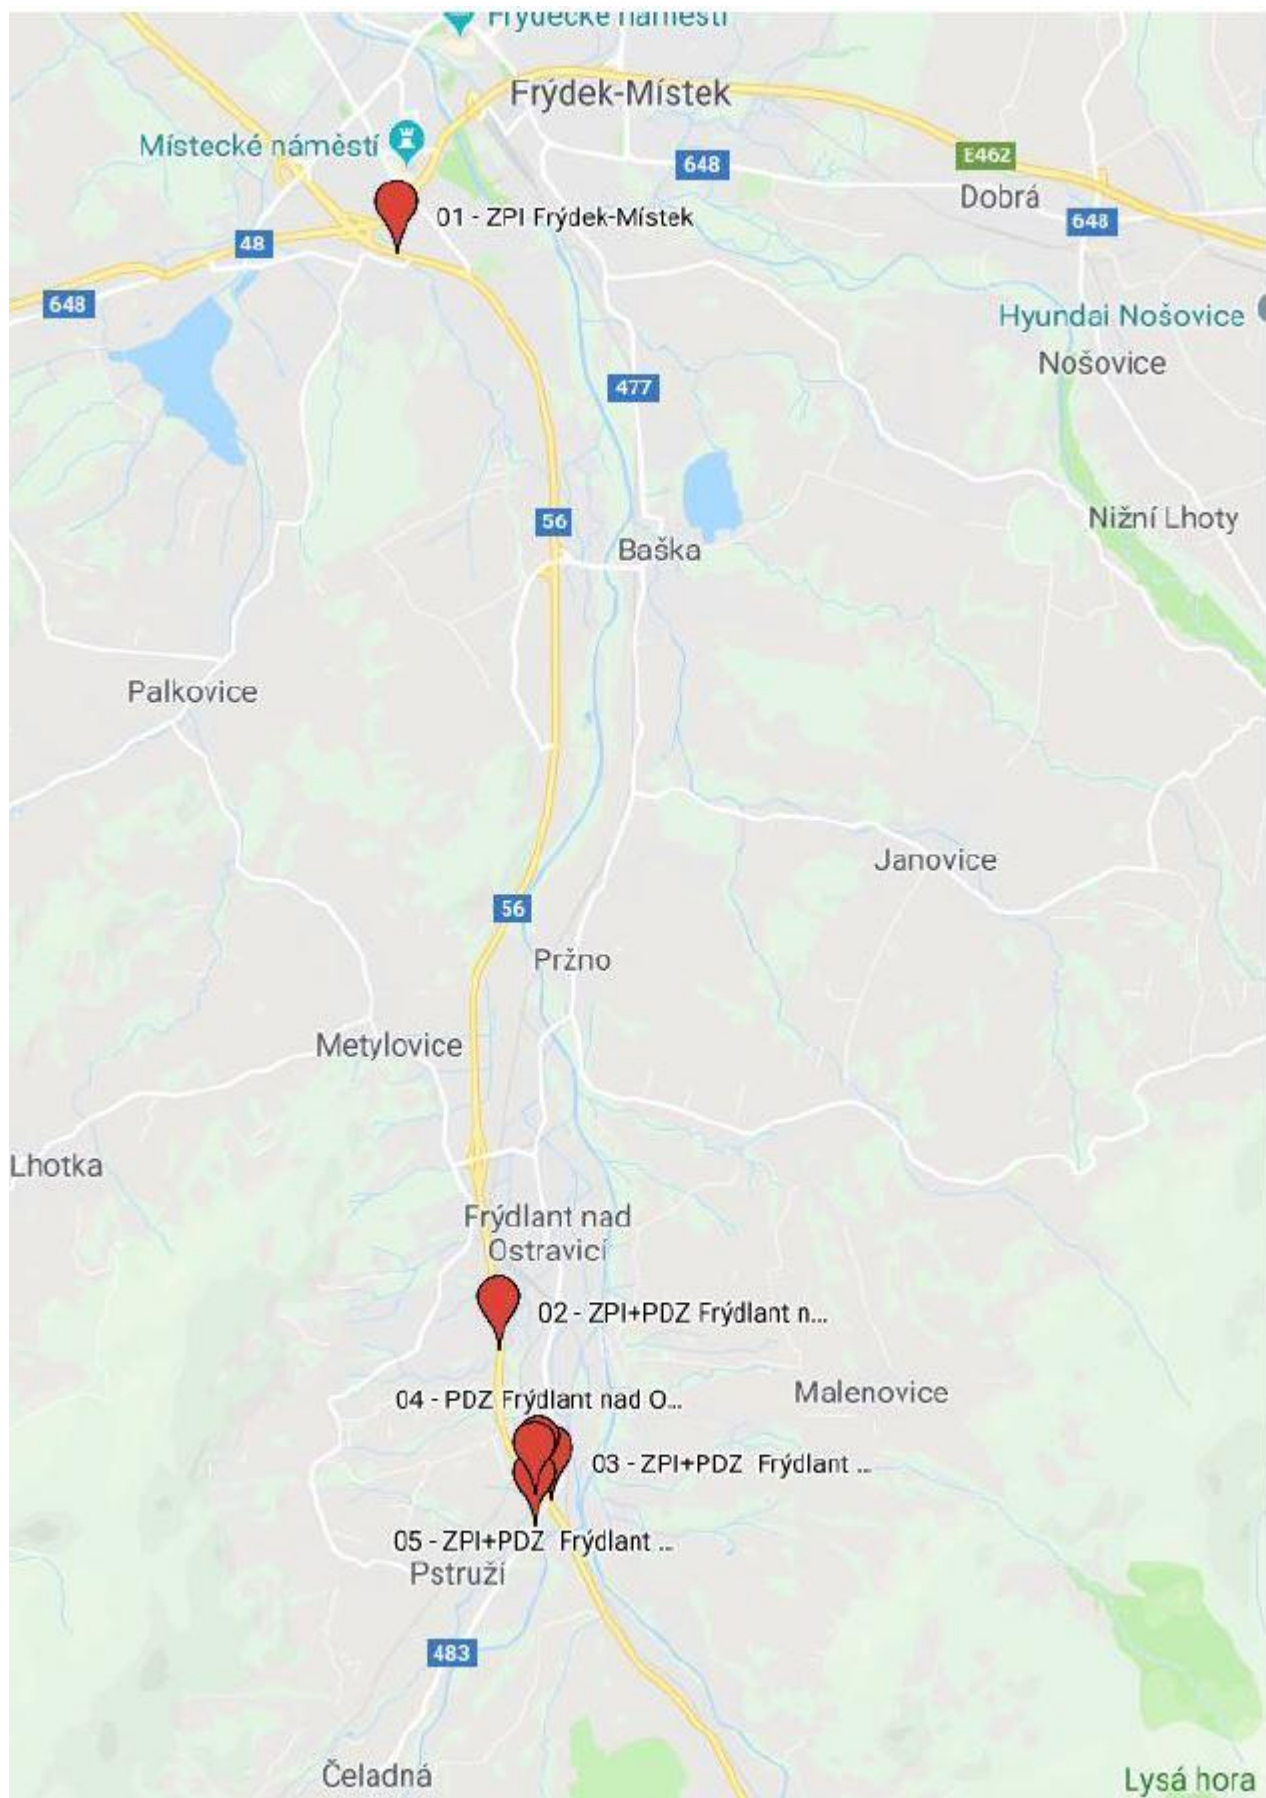 Frýdecké náměstí
Frýdek-Místek
Místecké náměstí
648
E462
Dobrá
01 - ZPI Frýdek-Místek
648
48
648
Hyundai Nošovice
Nošovice
477
56
Nižní Lhoty
Baška
Palkovice
Janovice
56
Pržno
Metylovice
Lhotka
Frýdlant nad
Ostravicí
02 - ZPI+PDZ Frýdlant n...
Malenovice
04 - PDZ Frýdlant nad O...
03 - ZPI+PDZ  Frýdlant ...
05 - ZPI+PDZ  Frýdlant ...
Pstruží
483
Čeladná
Lysá hora